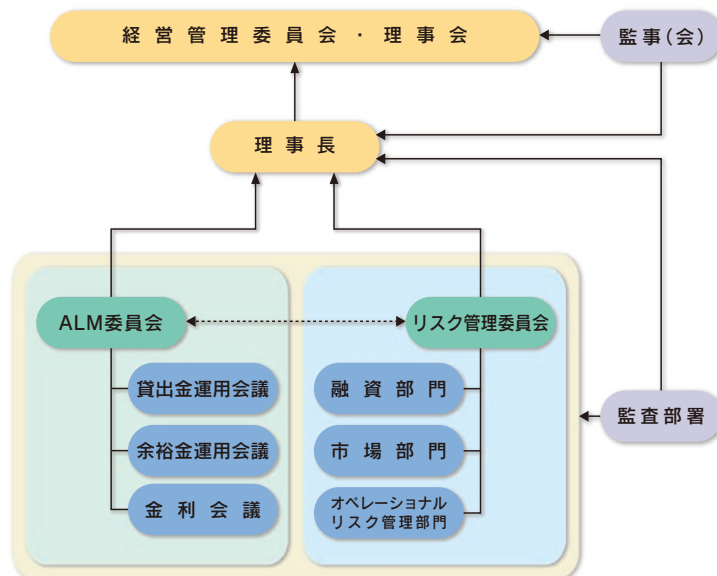 経営管理委員会・理事会
監事(会)
理事長
ALM委員会
リスク管理委員会
貸出金運用会議
融資部門
監査部署
余裕金運用会議
市場部門
金利会議
オペレーショナル
リスク管理部門